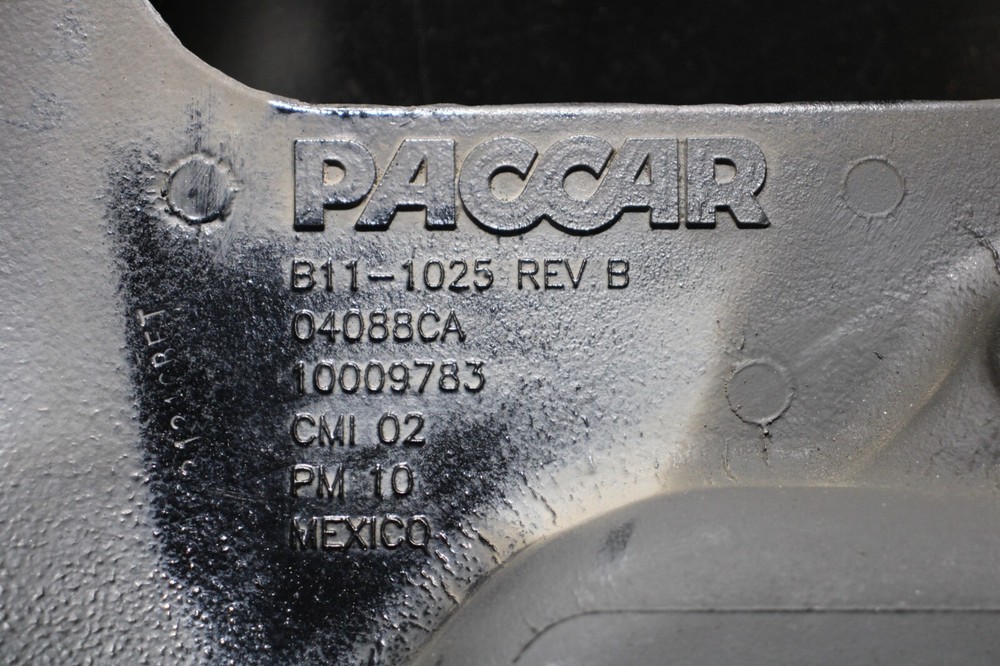 PACCAR
B11-1025 REV. B
04088CA
10009783
CMI 02
PM 10
MEXICO